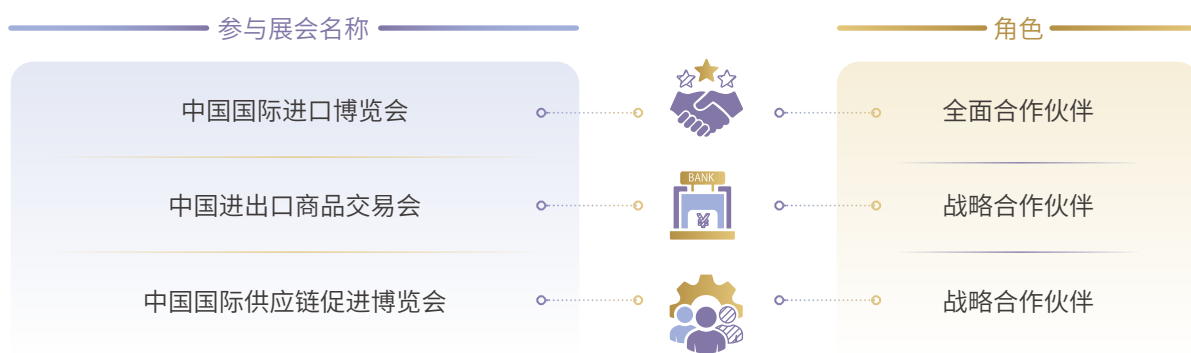 参与展会名称 角色
中国国际进口博览会 全面合作伙伴
BANK
¥
中国进出口商品交易会 战略合作伙伴
中国国际供应链促进博览会 战略合作伙伴